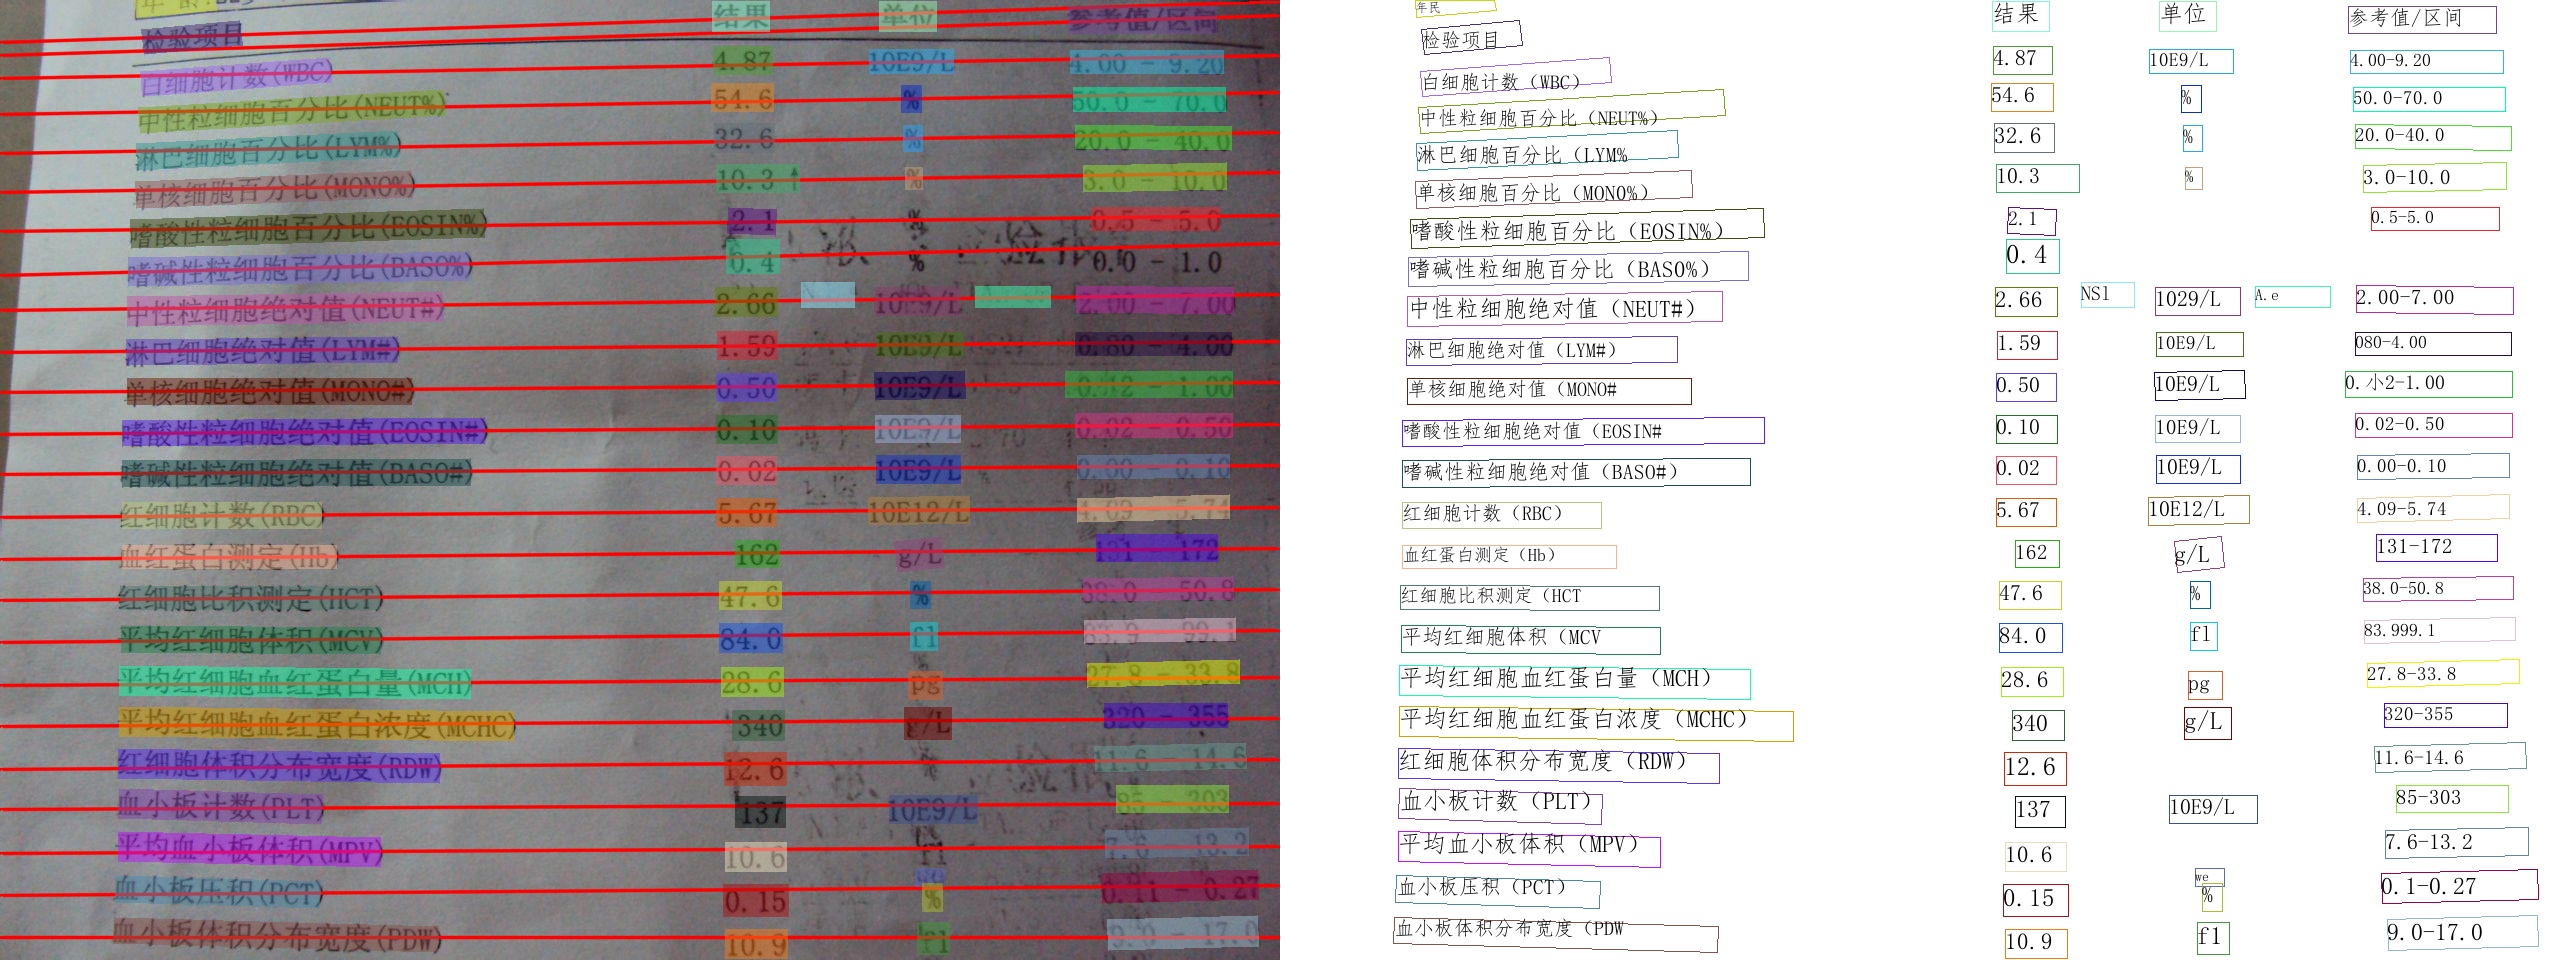 年 龄:
检验项目 结果 单位 参考值/区间
白细胞计数(WBC) 4.87 10E9/L 4.00 - 9.20
中性粒细胞百分比(NEUT%) 54.6 % 50.0 - 70.0
淋巴细胞百分比(LYM%) 32.6 % 20.0 - 40.0
单核细胞百分比(MONO%) 10.3 ↑ % 3.0 - 10.0
嗜酸性粒细胞百分比(EOSIN%) 2.1 % 0.5 - 5.0
嗜碱性粒细胞百分比(BASO%) 0.4 % 0.0 - 1.0
中性粒细胞绝对值(NEUT#) 2.66 10E9/L 2.00 - 7.00
淋巴细胞绝对值(LYM#) 1.59 10E9/L 0.80 - 4.00
单核细胞绝对值(MONO#) 0.50 10E9/L 0.12 - 1.00
嗜酸性粒细胞绝对值(EOSIN#) 0.10 10E9/L 0.02 - 0.50
嗜碱性粒细胞绝对值(BASO#) 0.02 10E9/L 0.00 - 0.10
红细胞计数(RBC) 5.67 10E12/L 4.09 - 5.74
血红蛋白测定(Hb) 162 g/L 131 - 172
红细胞比积测定(HCT) 47.6 % 38.0 - 50.8
平均红细胞体积(MCV) 84.0 fl 83.9 - 99.1
平均红细胞血红蛋白量(MCH) 28.6 pg 27.8 - 33.8
平均红细胞血红蛋白浓度(MCHC) 340 g/L 320 - 355
红细胞体积分布宽度(RDW) 12.6 % 11.6 - 14.6
血小板计数(PLT) 137 10E9/L 85 - 303
平均血小板体积(MPV) 10.6 fl 7.6 - 13.2
血小板压积(PCT) 0.15 % 0.11 - 0.27
血小板体积分布宽度(PDW) 10.9 fl 9.0 - 17.0
年民
检验项目 结果 单位 参考值/区间
白细胞计数（WBC） 4.87 10E9/L 4.00-9.20
中性粒细胞百分比（NEUT%） 54.6 % 50.0-70.0
淋巴细胞百分比（LYM% 32.6 % 20.0-40.0
单核细胞百分比（MONO%） 10.3 % 3.0-10.0
嗜酸性粒细胞百分比（EOSIN%） 2.1 0.5-5.0
嗜碱性粒细胞百分比（BASO%） 0.4
中性粒细胞绝对值（NEUT#） 2.66 NSl 1029/L A.e 2.00-7.00
淋巴细胞绝对值（LYM#） 1.59 10E9/L 080-4.00
单核细胞绝对值（MONO# 0.50 10E9/L 0.小2-1.00
嗜酸性粒细胞绝对值（EOSIN# 0.10 10E9/L 0.02-0.50
嗜碱性粒细胞绝对值（BASO#） 0.02 10E9/L 0.00-0.10
红细胞计数（RBC） 5.67 10E12/L 4.09-5.74
血红蛋白测定（Hb） 162 g/L 131-172
红细胞比积测定（HCT 47.6 % 38.0-50.8
平均红细胞体积（MCV 84.0 fl 83.999.1
平均红细胞血红蛋白量（MCH） 28.6 pg 27.8-33.8
平均红细胞血红蛋白浓度（MCHC） 340 g/L 320-355
红细胞体积分布宽度（RDW） 12.6 11.6-14.6
血小板计数（PLT） 137 10E9/L 85-303
平均血小板体积（MPV） 10.6 7.6-13.2
we
血小板压积（PCT） 0.15 % 0.1-0.27
血小板体积分布宽度（PDW 10.9 fl 9.0-17.0